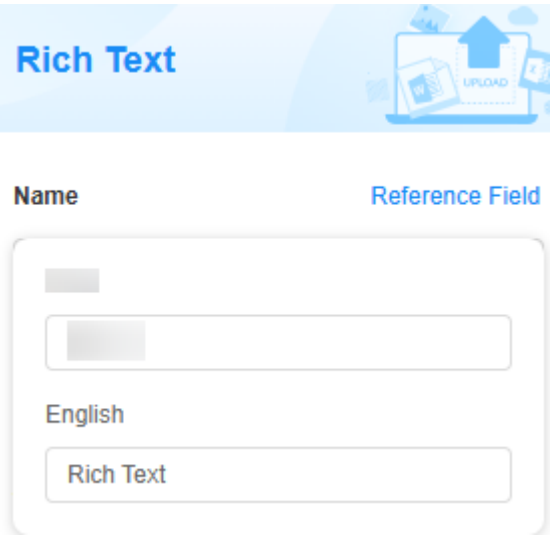 Rich Text
UPLOAD
W
X
Name Reference Field
English
Rich Text